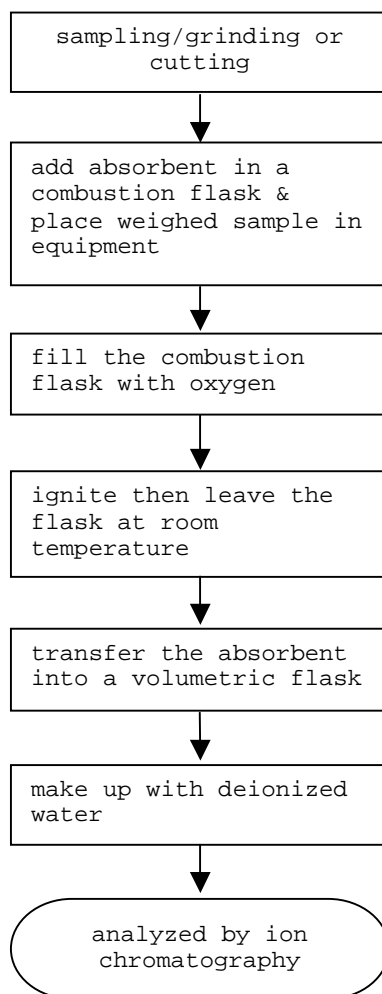 sampling/grinding or
cutting
add absorbent in a
combustion flask &
place weighed sample in
equipment
fill the combustion
flask with oxygen
ignite then leave the
flask at room
temperature
transfer the absorbent
into a volumetric flask
make up with deionized
water
analyzed by ion
chromatography